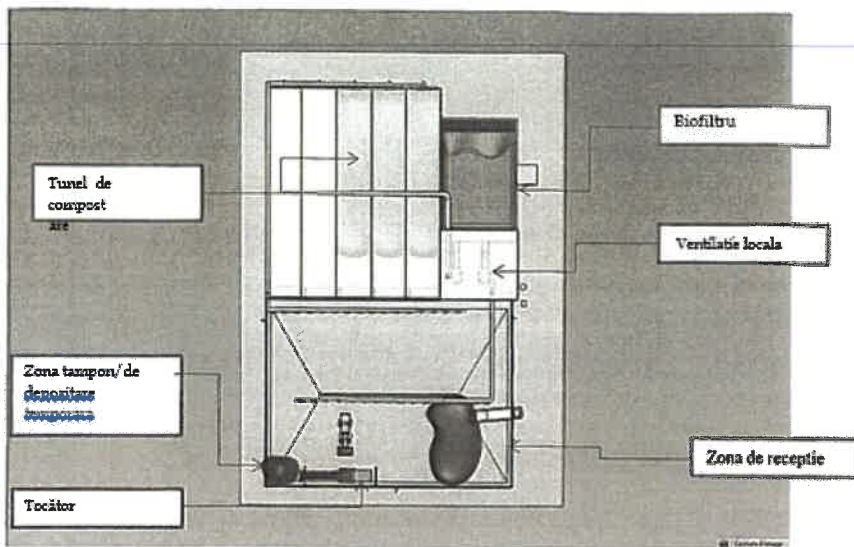 Biofiltru
Tunel de
compost
are
Ventilatie locala
Zona tampon/de
depozitare
temporara
Zona de receptie
Tocător